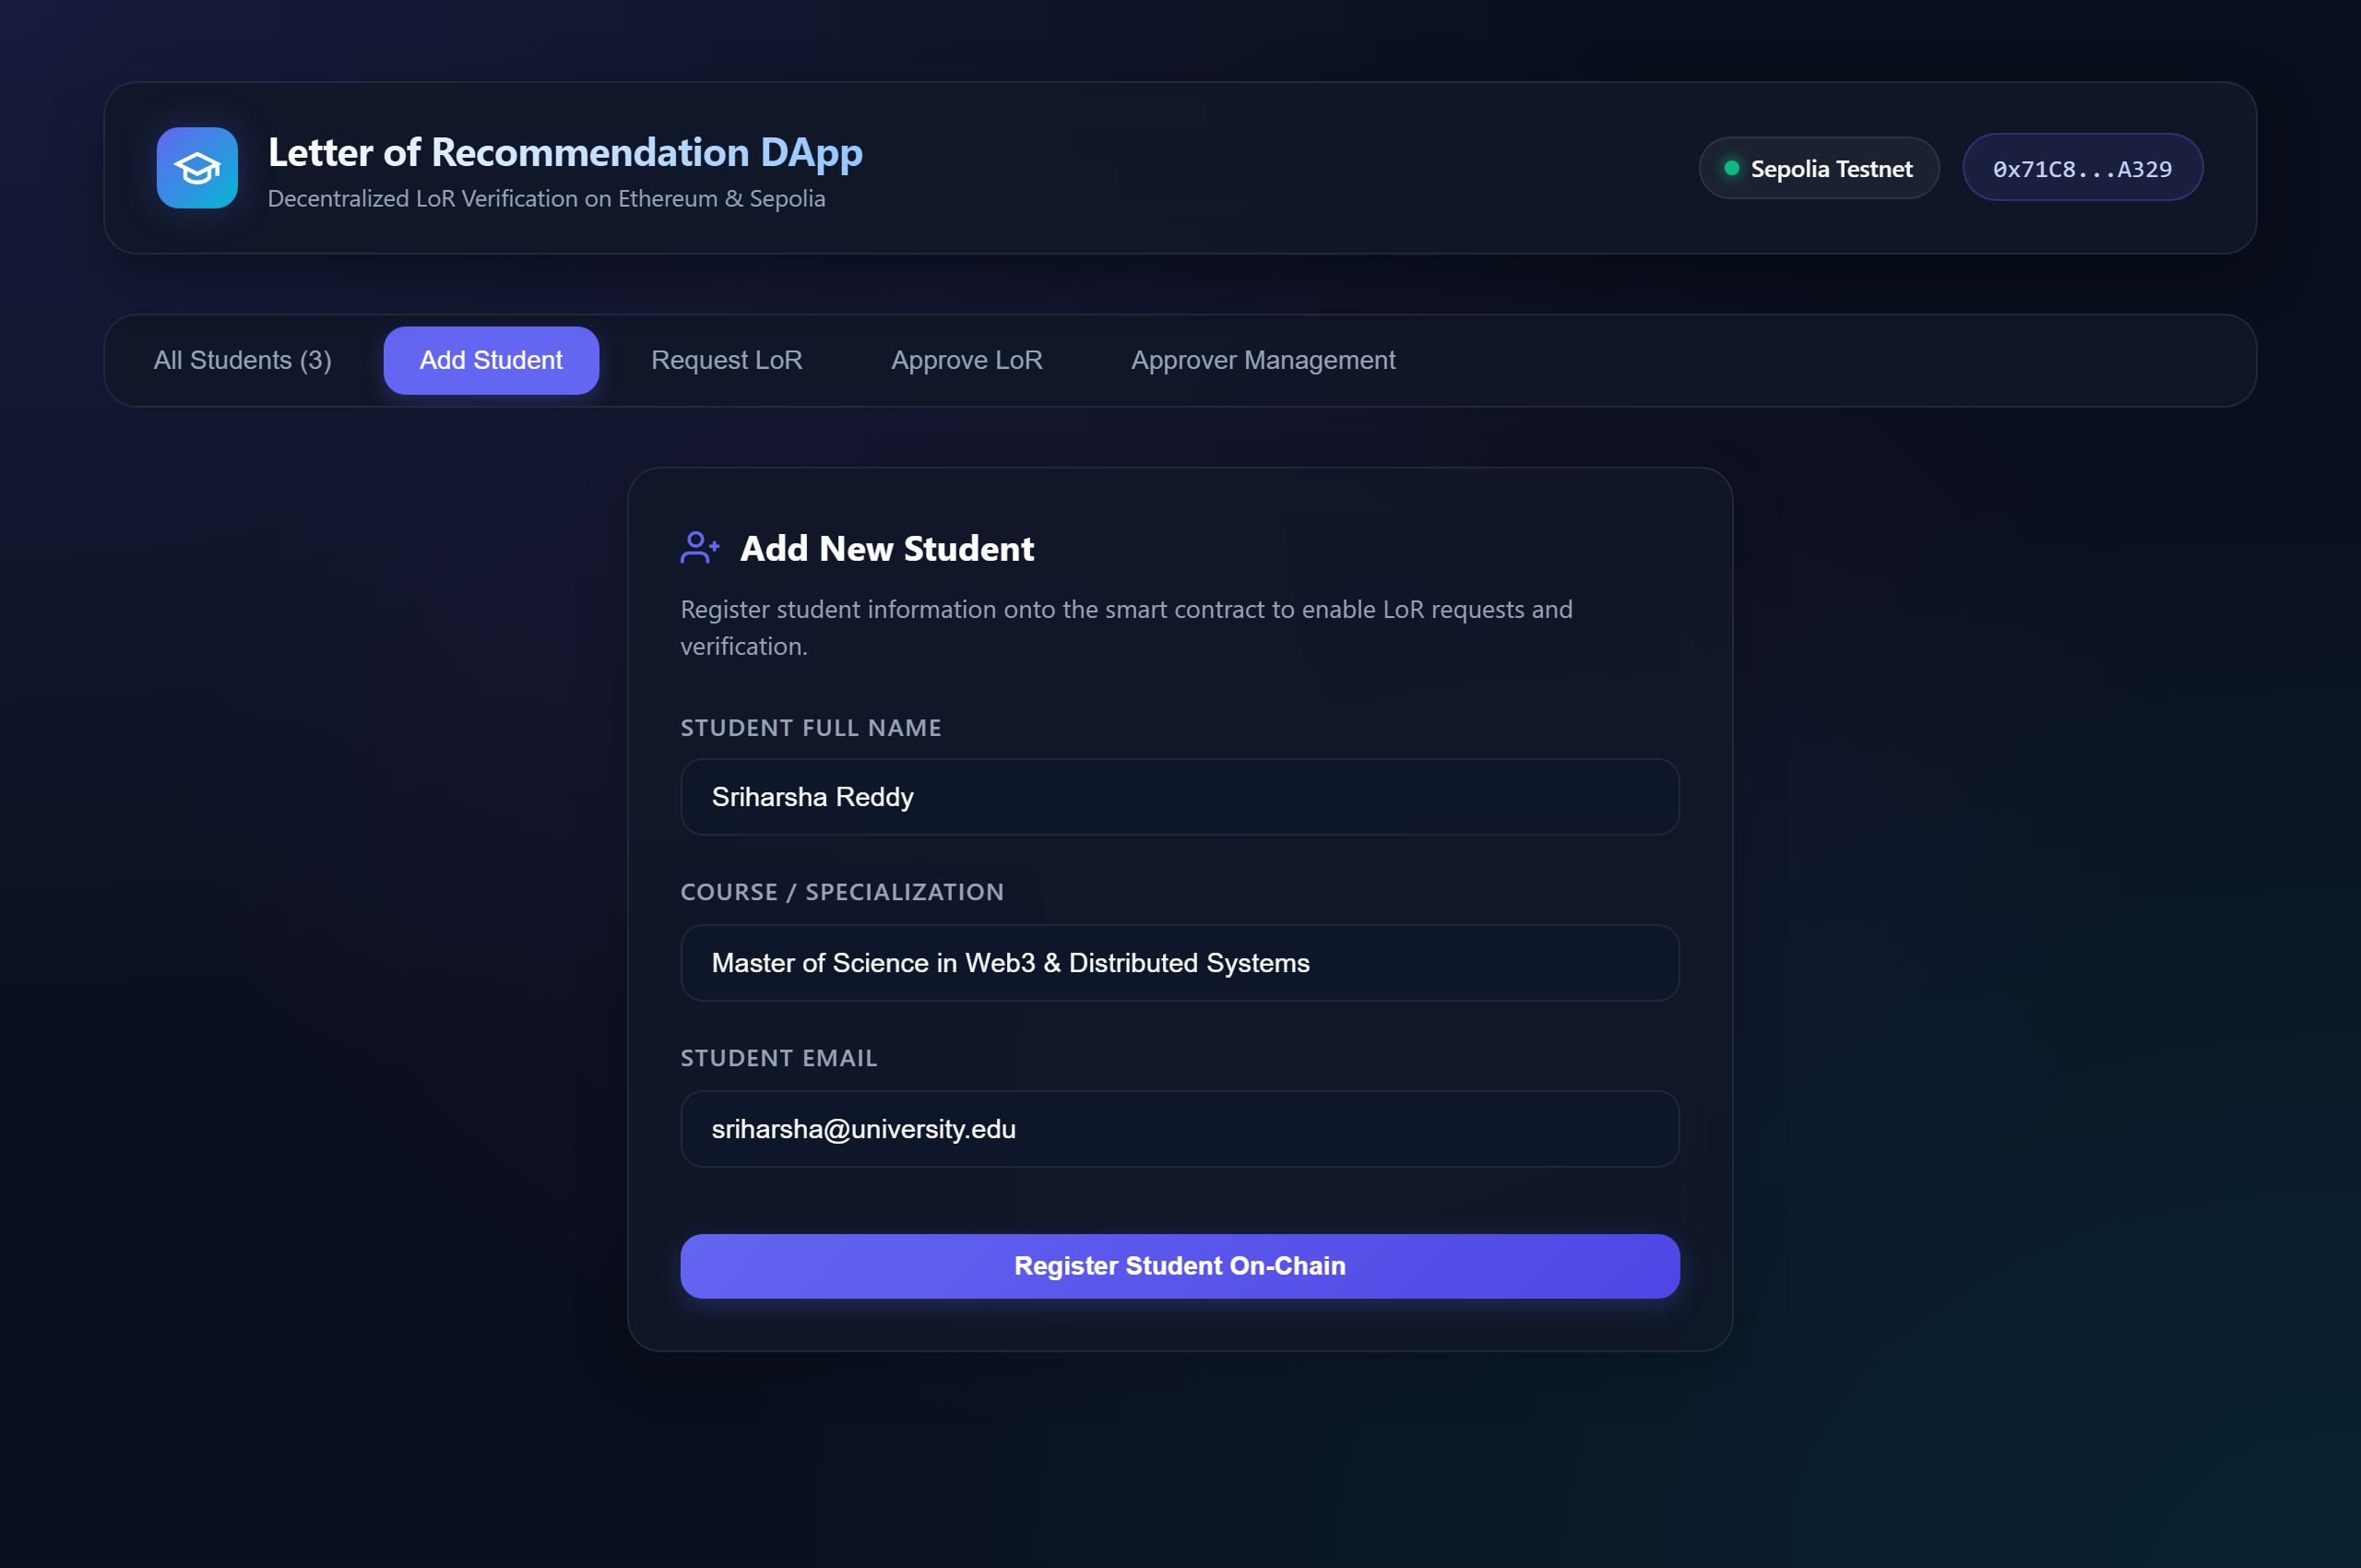 Letter of Recommendation DApp
Decentralized LoR Verification on Ethereum & Sepolia
Sepolia Testnet
0x71C8...A329
All Students (3)
Add Student
Request LoR
Approve LoR
Approver Management
Add New Student
Register student information onto the smart contract to enable LoR requests and
verification.
STUDENT FULL NAME
Sriharsha Reddy
COURSE / SPECIALIZATION
Master of Science in Web3 & Distributed Systems
STUDENT EMAIL
sriharsha@university.edu
Register Student On-Chain